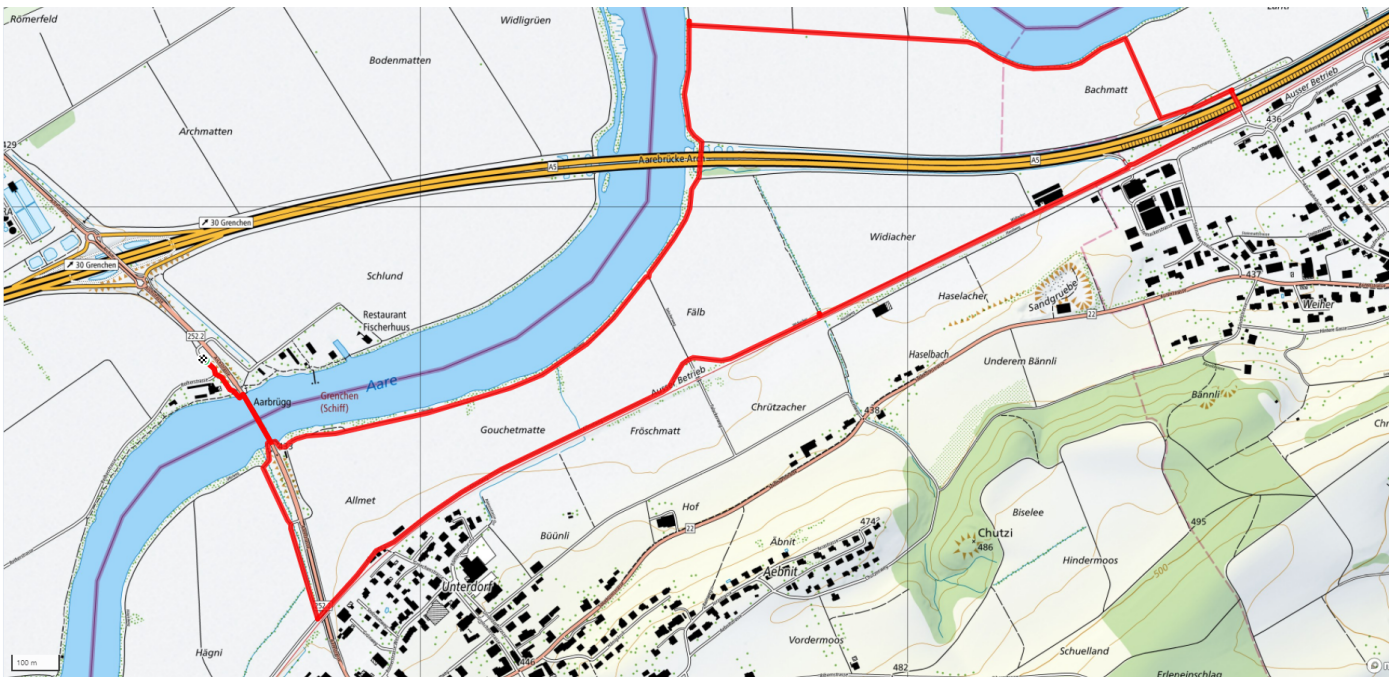 Römerfeld
Widligrüen
Bodenmatten
Bachmatt
Ausser Betrieb
Archmatten
429
436
Aarebrücke Arch
A5
A5
30 Grenchen
Widiacher
30 Grenchen
Schlund
437
Haselacher
Sandgruebe
Weiher
Restaurant
Fischerhuus
Fälb
22
252.2
Haselbach
Underem Bännli
Aare
Ausser Betrieb
Grenchen
(Schiff)
Aarbrügg
Bännli
Chrützacher
438
Gouchetmatte
Fröschmatt
Allmet
Hof
Biselee
474
495
22
Büünli
Äbnit
Chutzi
486
Hindermoos
Aebnit
500
Unterdorf
Vordermoos
Schuelland
Hägni
446
482
100 m
Erleneinschlag